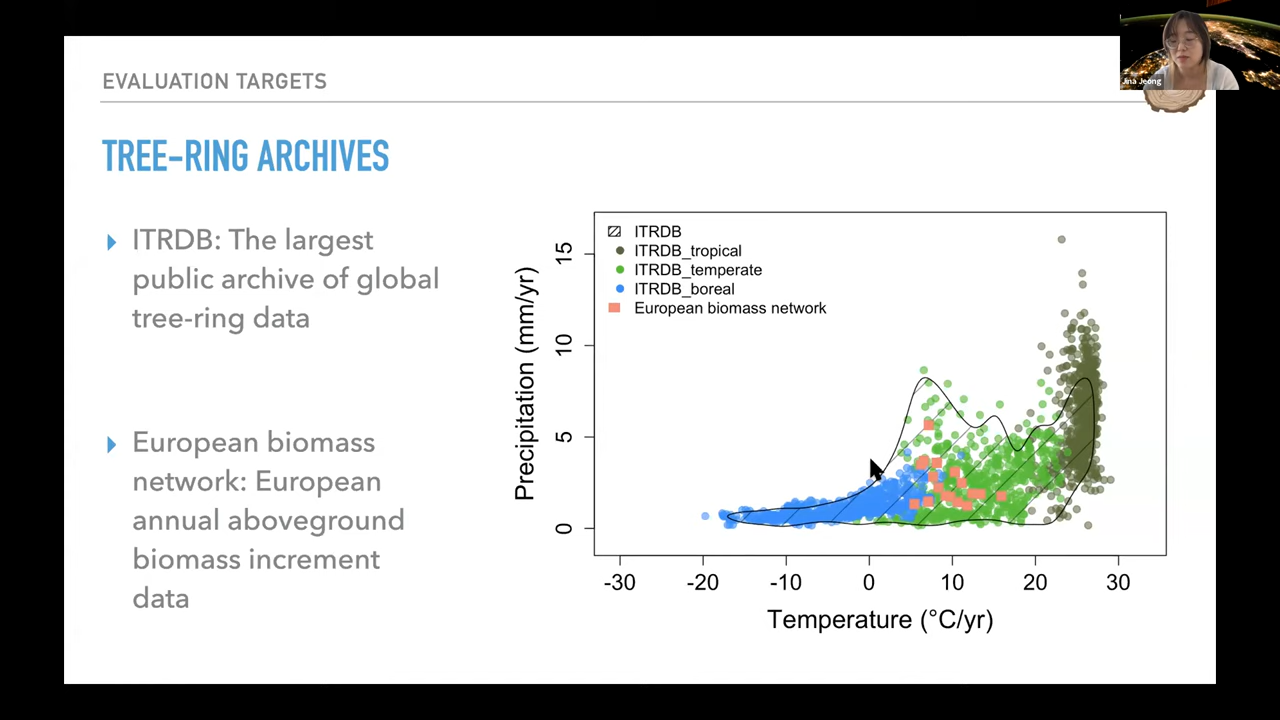 EVALUATION TARGETS
Jina Jeong
TREE-RING ARCHIVES
ITRDB: The largest
public archive of global
tree-ring data
European biomass
network: European
annual aboveground
biomass increment
data
ITRDB
ITRDB_tropical
ITRDB_temperate
ITRDB_boreal
European biomass network
Precipitation (mm/yr)
15
10
5
0
-30 -20 -10 0 10 20 30
Temperature (°C/yr)